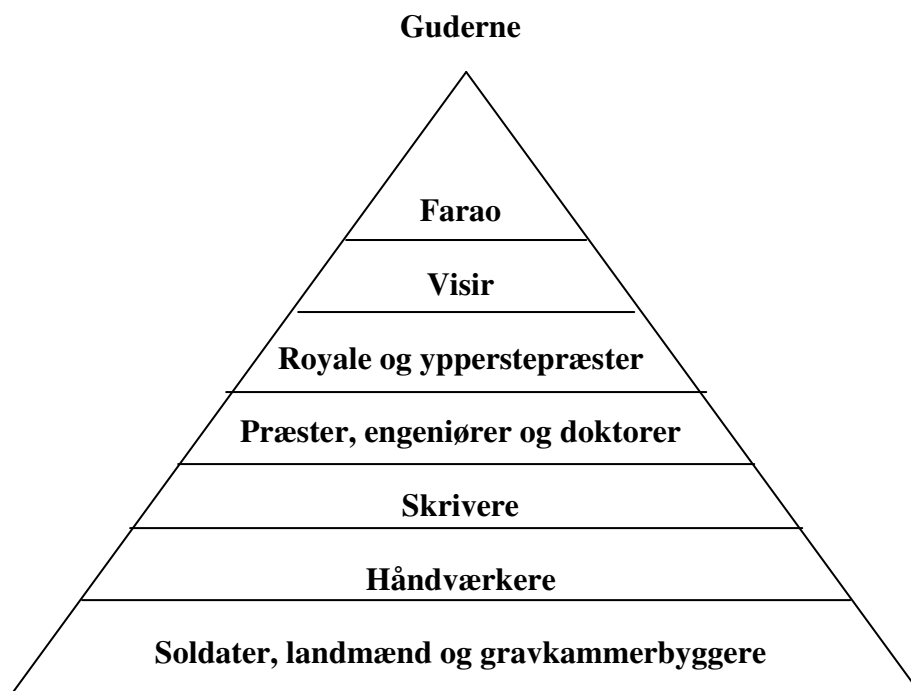 Guderne
Farao
Visir
Royale og ypperstepræster
Præster, engeniører og doktorer
Skrivere
Håndværkere
Soldater, landmænd og gravkammerbyggere